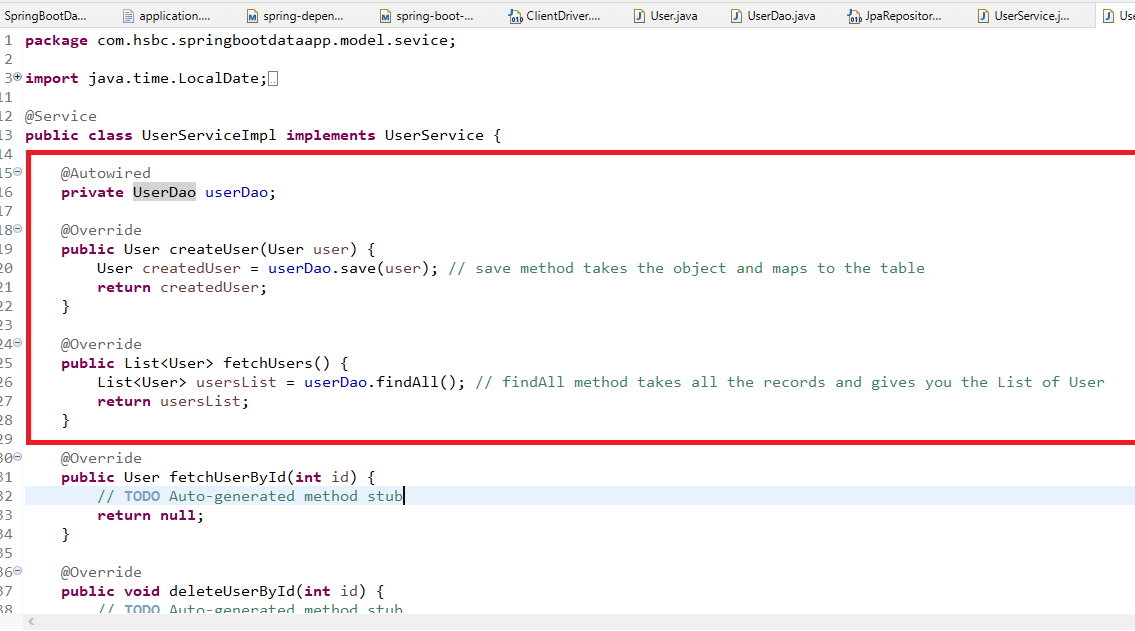 SpringBootDa... application.... spring-depen... spring-boot-... ClientDriver.... User.java UserDao.java JpaRepositor... UserService.j... Use
1 package com.hsbc.springbootdataapp.model.sevice;
2
3 import java.time.LocalDate;
11
12 @Service
13 public class UserServiceImpl implements UserService {
14
15 @Autowired
16 private UserDao userDao;
17
18 @Override
19 public User createUser(User user) {
20 User createdUser = userDao.save(user); // save method takes the object and maps to the table
21 return createdUser;
22 }
23
24 @Override
25 public List<User> fetchUsers() {
26 List<User> usersList = userDao.findAll(); // findAll method takes all the records and gives you the List of User
27 return usersList;
28 }
29
30 @Override
31 public User fetchUserById(int id) {
32 // TODO Auto-generated method stub
33 return null;
34 }
35
36 @Override
37 public void deleteUserById(int id) {
38 // TODO Auto-generated method stub